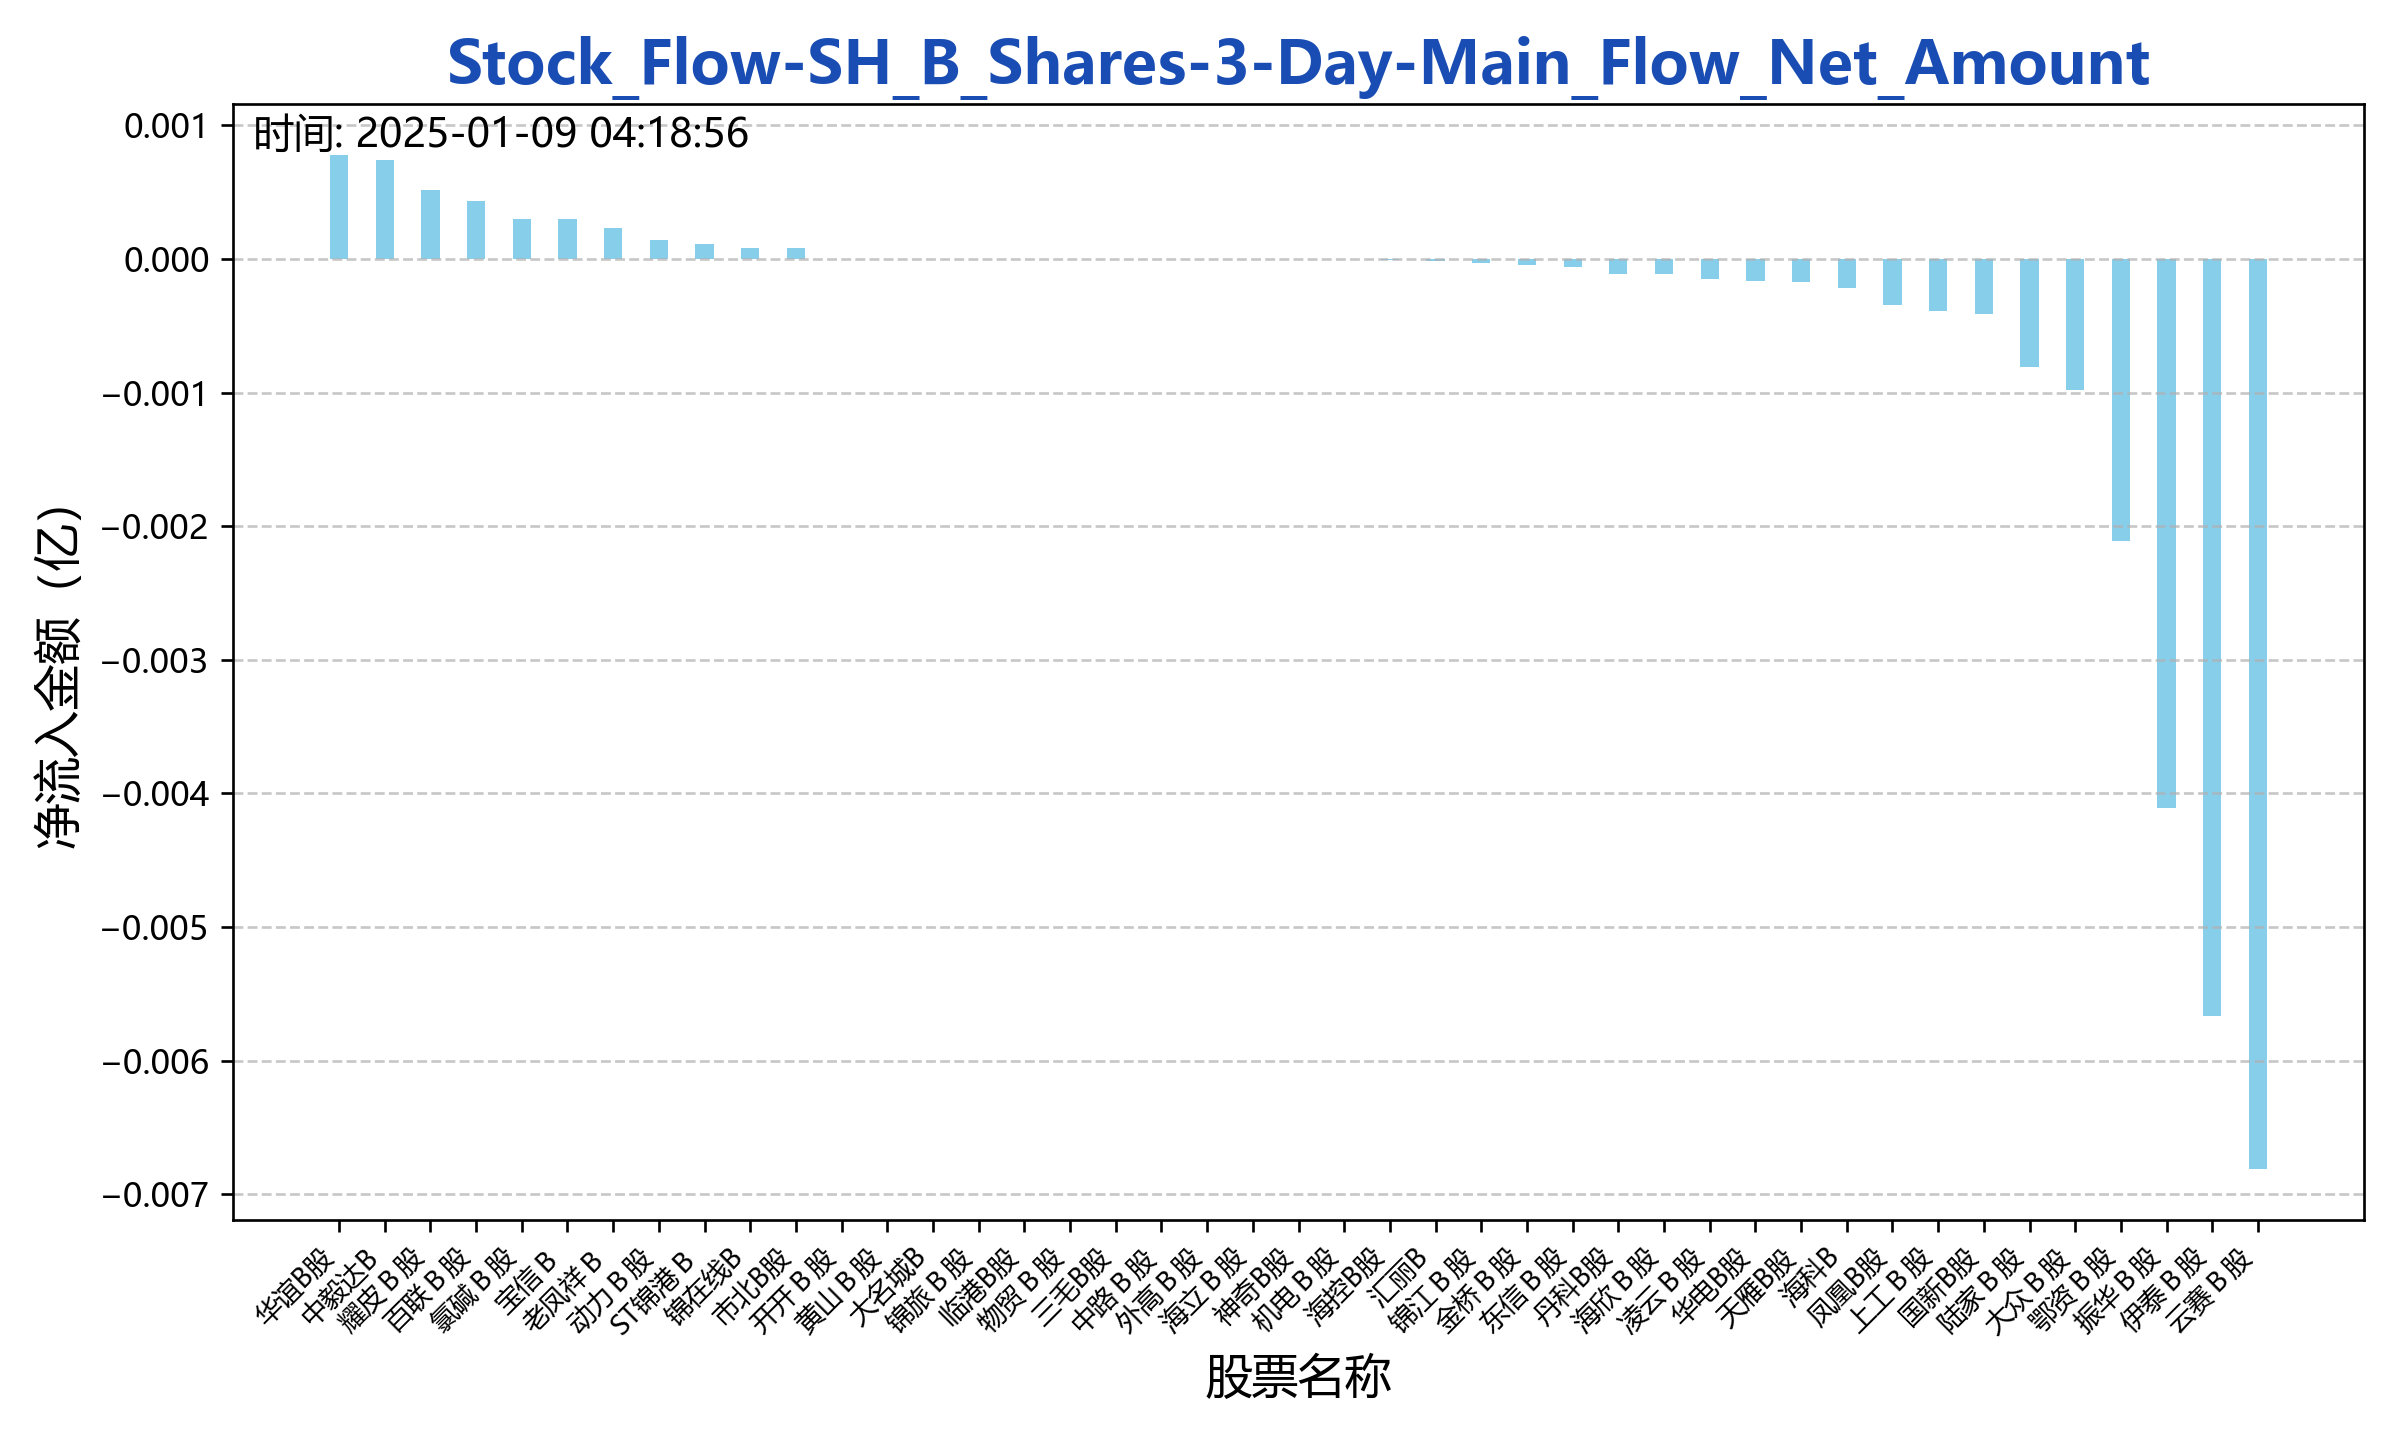 Stock_Flow-SH_B_Shares-3-Day-Main_Flow_Net_Amount
时间: 2025-01-09 04:18:56
净流入金额 (亿)
0.001
0.000
−0.001
−0.002
−0.003
−0.004
−0.005
−0.006
−0.007
华谊B股
中毅达B
耀皮Ｂ股
百联Ｂ股
氯碱Ｂ股
宝信Ｂ
老凤祥Ｂ
动力Ｂ股
ST锦港Ｂ
锦在线B
市北B股
开开Ｂ股
黄山Ｂ股
大名城B
锦旅Ｂ股
临港B股
物贸Ｂ股
三毛B股
中路Ｂ股
外高Ｂ股
海立Ｂ股
神奇B股
机电Ｂ股
海控B股
汇丽B
锦江Ｂ股
金桥Ｂ股
东信Ｂ股
丹科B股
海欣Ｂ股
凌云Ｂ股
华电B股
天雁B股
海科B
凤凰B股
上工Ｂ股
国新B股
陆家Ｂ股
大众Ｂ股
鄂资Ｂ股
振华Ｂ股
伊泰Ｂ股
云赛Ｂ股
股票名称